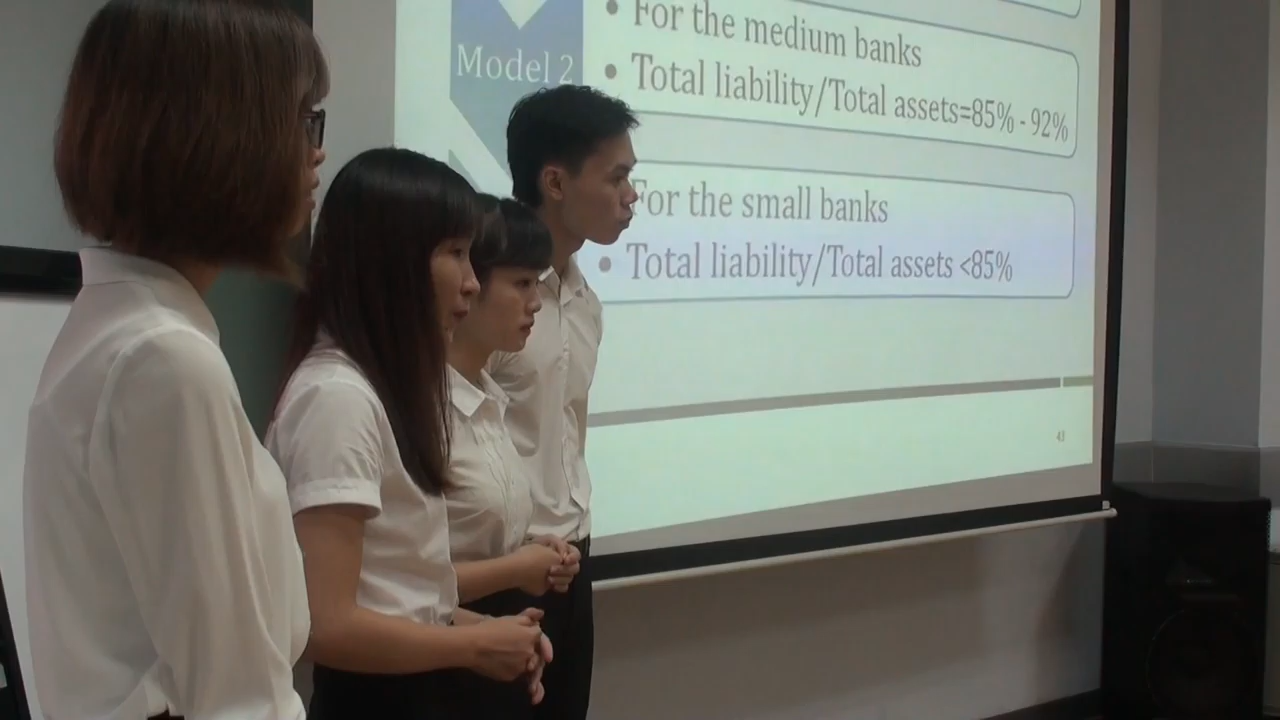 Model 2
• For the medium banks
• Total liability/Total assets=85% - 92%
For the small banks
• Total liability/Total assets <85%